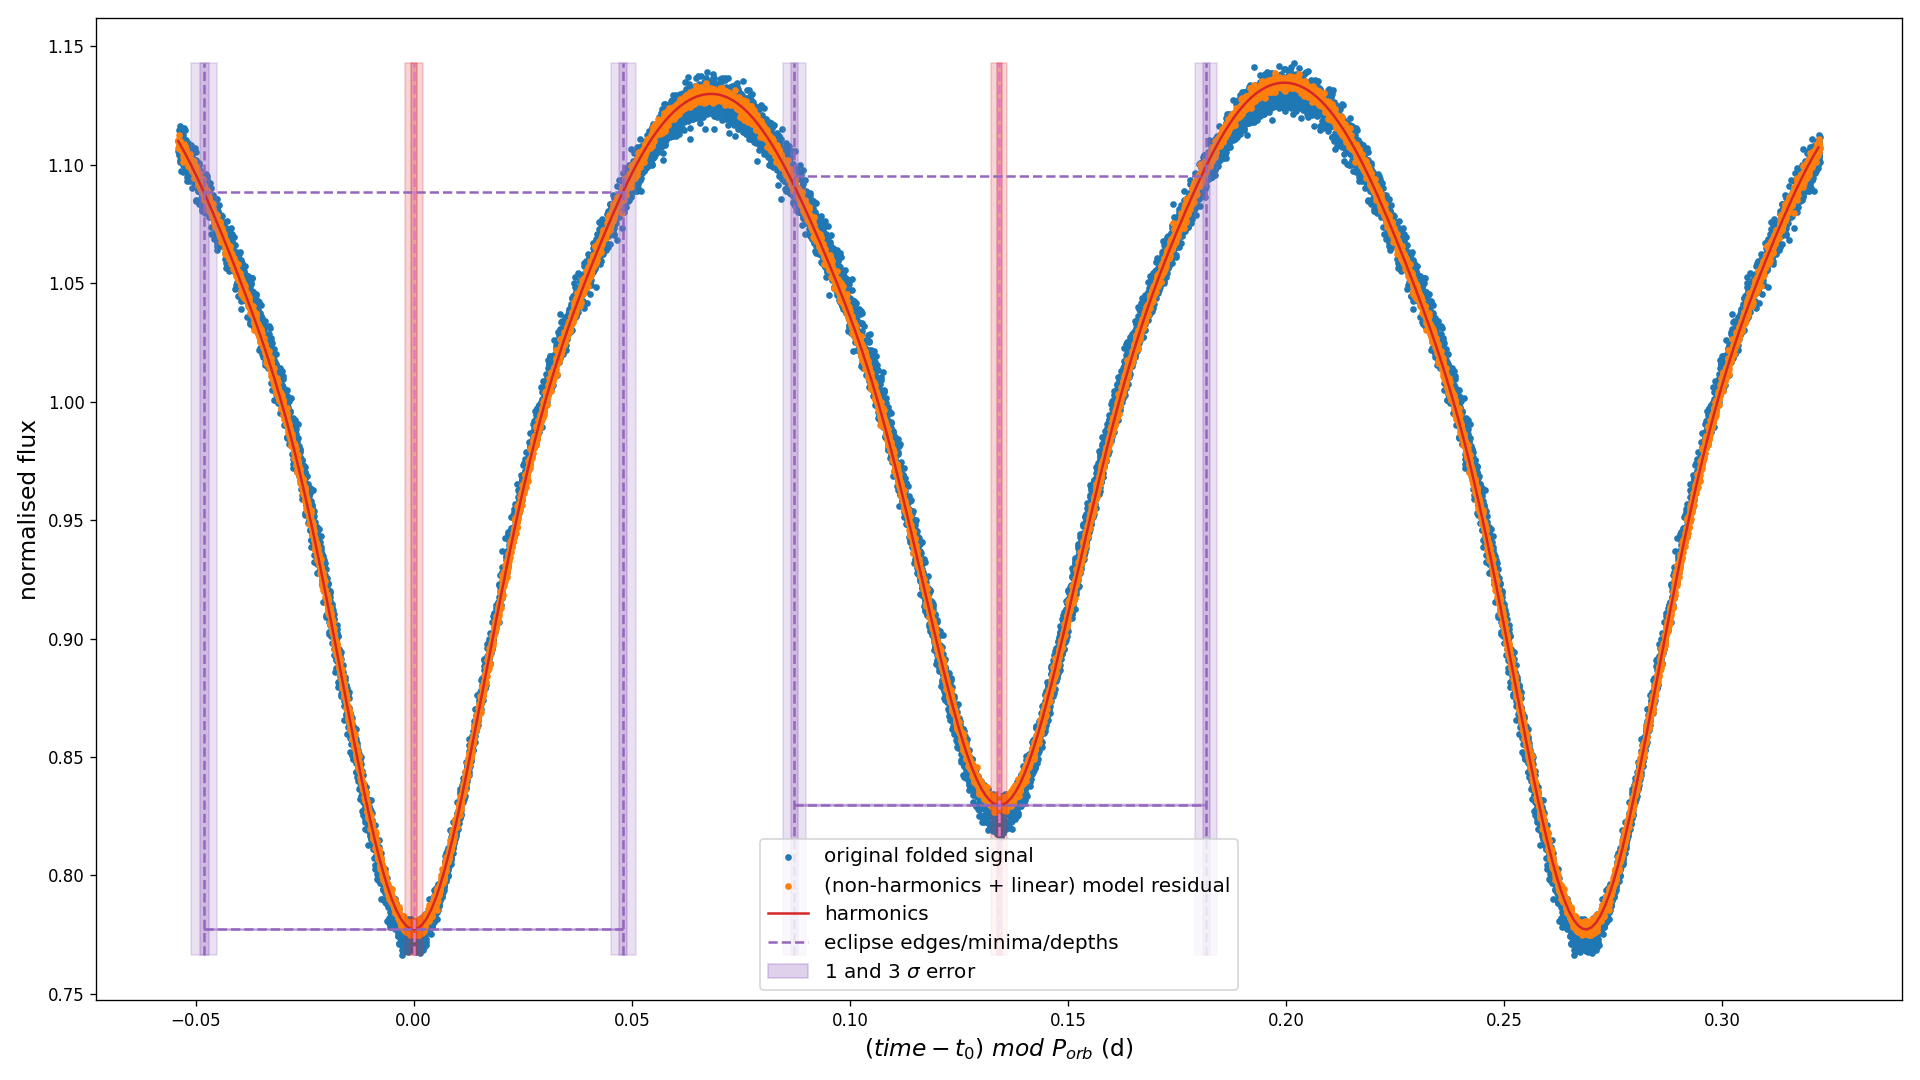 1.15
1.10
1.05
1.00
0.95
0.90
0.85
0.80
0.75
normalised flux
original folded signal
(non-harmonics + linear) model residual
harmonics
eclipse edges/minima/depths
1 and 3 σ error
−0.05 0.00 0.05 0.10 0.15 0.20 0.25 0.30
(time − t₀) mod Pₒᵣb (d)